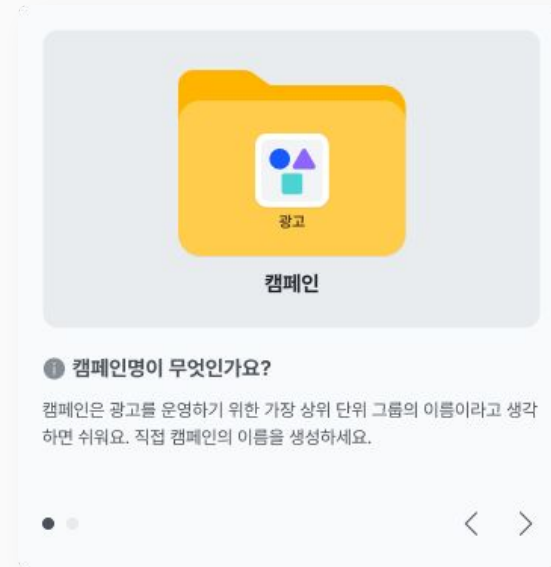 광고
캠페인
캠페인명이 무엇인가요?
캠페인은 광고를 운영하기 위한 가장 상위 단위 그룹의 이름이라고 생각
하면 쉬워요. 직접 캠페인의 이름을 생성하세요.